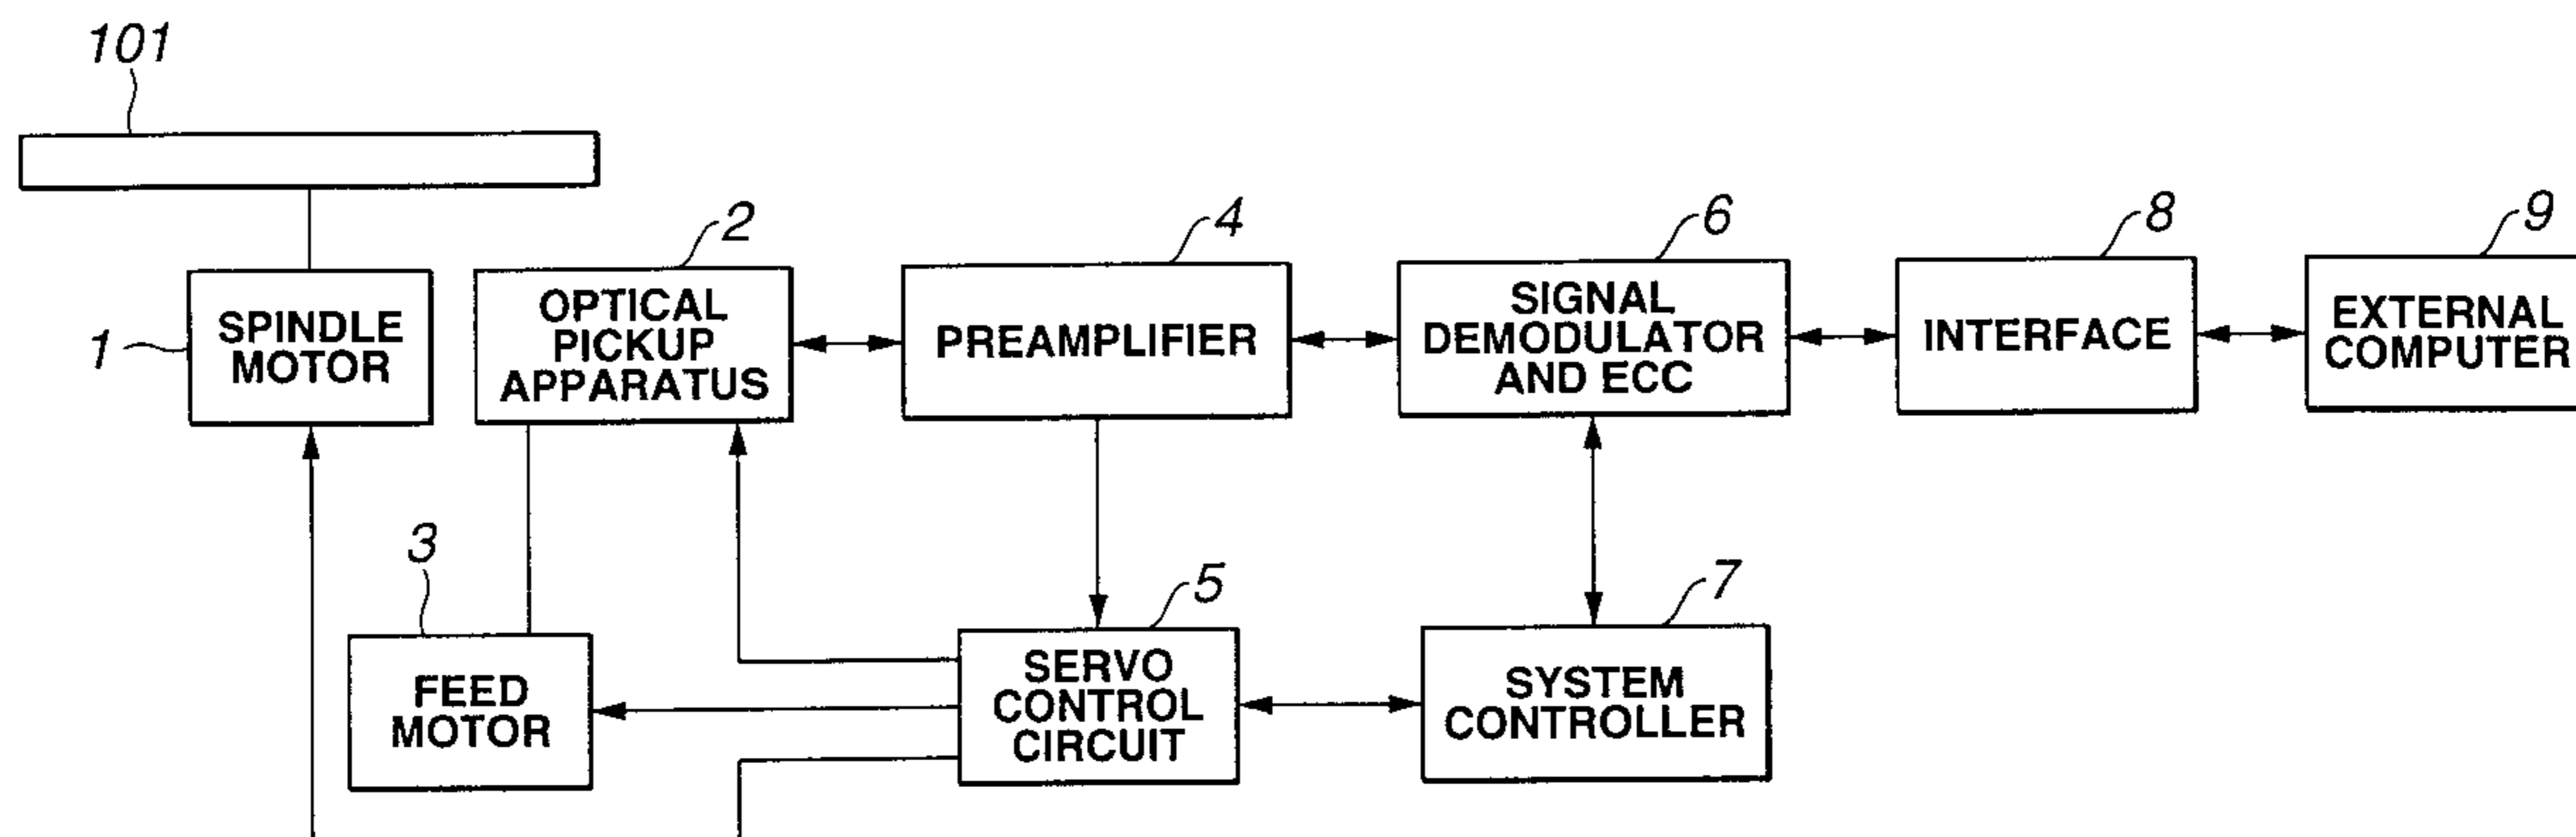 101
2
4
6
8
9
1
SPINDLE
MOTOR
OPTICAL
PICKUP
APPARATUS
PREAMPLIFIER
SIGNAL
DEMODULATOR
AND ECC
INTERFACE
EXTERNAL
COMPUTER
3
5
7
FEED
MOTOR
SERVO
CONTROL
CIRCUIT
SYSTEM
CONTROLLER